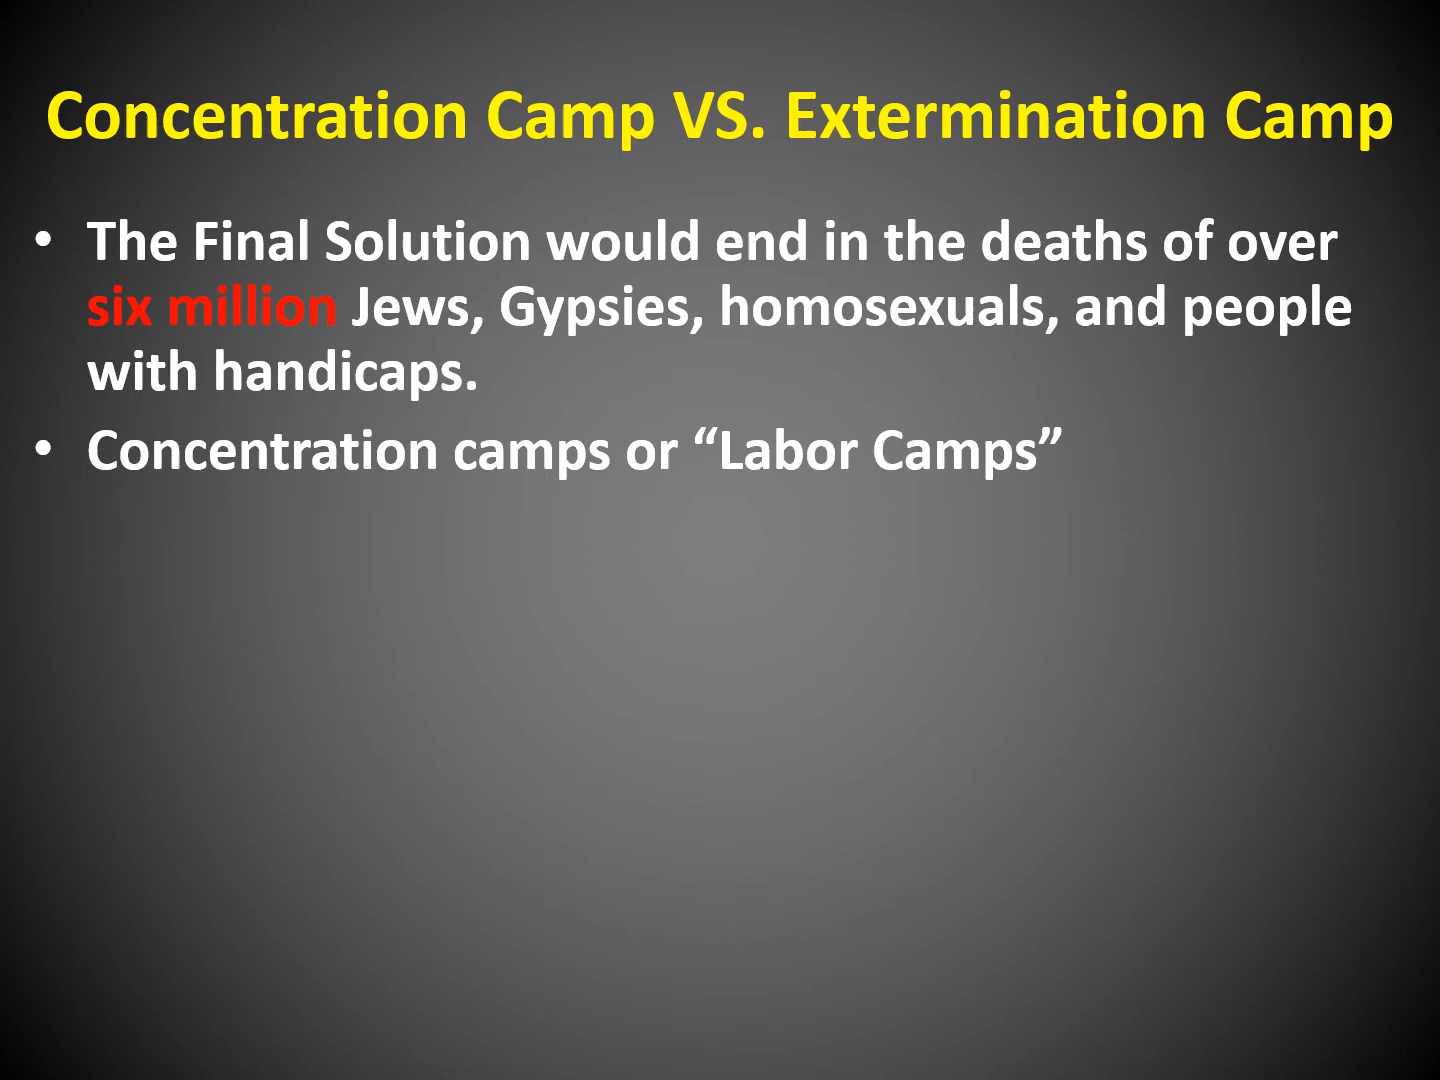 Concentration Camp VS. Extermination Camp
• The Final Solution would end in the deaths of over
six million Jews, Gypsies, homosexuals, and people
with handicaps.
• Concentration camps or “Labor Camps”